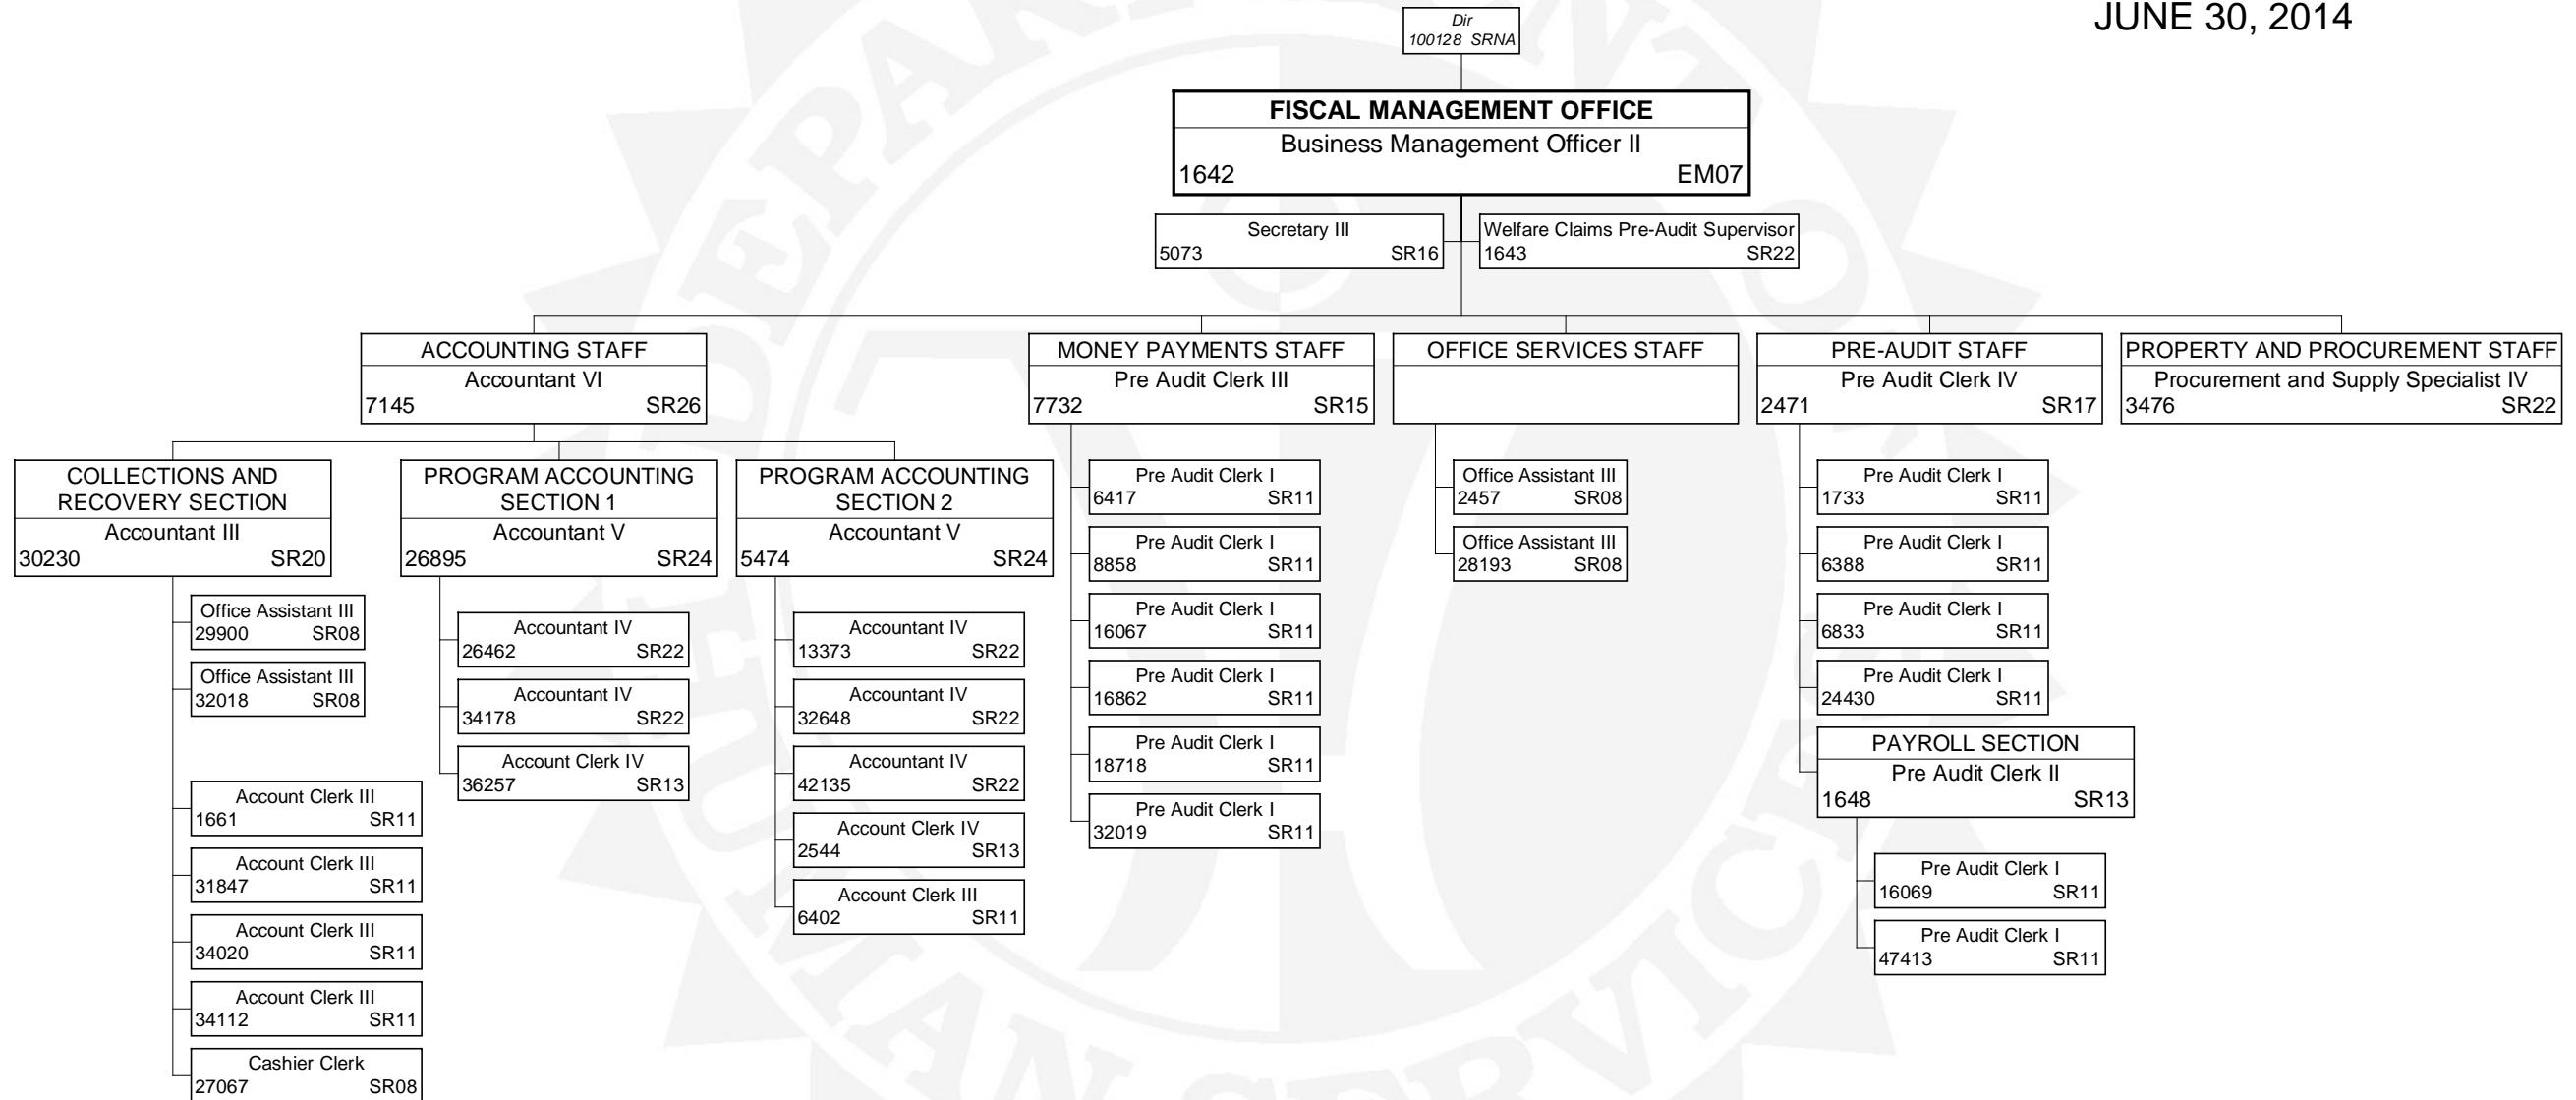 JUNE 30, 2014
Dir
100128 SRNA
FISCAL MANAGEMENT OFFICE
Business Management Officer II
1642 EM07
Secretary III
5073 SR16
Welfare Claims Pre-Audit Supervisor
1643 SR22
ACCOUNTING STAFF
Accountant VI
7145 SR26
COLLECTIONS AND
RECOVERY SECTION
Accountant III
30230 SR20
Office Assistant III
29900 SR08
Office Assistant III
32018 SR08
Account Clerk III
1661 SR11
Account Clerk III
31847 SR11
Account Clerk III
34020 SR11
Account Clerk III
34112 SR11
Cashier Clerk
27067 SR08
PROGRAM ACCOUNTING
SECTION 1
Accountant V
26895 SR24
Accountant IV
26462 SR22
Accountant IV
34178 SR22
Account Clerk IV
36257 SR13
PROGRAM ACCOUNTING
SECTION 2
Accountant V
5474 SR24
Accountant IV
13373 SR22
Accountant IV
32648 SR22
Accountant IV
42135 SR22
Account Clerk IV
2544 SR13
Account Clerk III
6402 SR11
MONEY PAYMENTS STAFF
Pre Audit Clerk III
7732 SR15
Pre Audit Clerk I
6417 SR11
Pre Audit Clerk I
8858 SR11
Pre Audit Clerk I
16067 SR11
Pre Audit Clerk I
16862 SR11
Pre Audit Clerk I
18718 SR11
Pre Audit Clerk I
32019 SR11
OFFICE SERVICES STAFF
Office Assistant III
2457 SR08
Office Assistant III
28193 SR08
PRE-AUDIT STAFF
Pre Audit Clerk IV
2471 SR17
Pre Audit Clerk I
1733 SR11
Pre Audit Clerk I
6388 SR11
Pre Audit Clerk I
6833 SR11
Pre Audit Clerk I
24430 SR11
PAYROLL SECTION
Pre Audit Clerk II
1648 SR13
Pre Audit Clerk I
16069 SR11
Pre Audit Clerk I
47413 SR11
PROPERTY AND PROCUREMENT STAFF
Procurement and Supply Specialist IV
3476 SR22